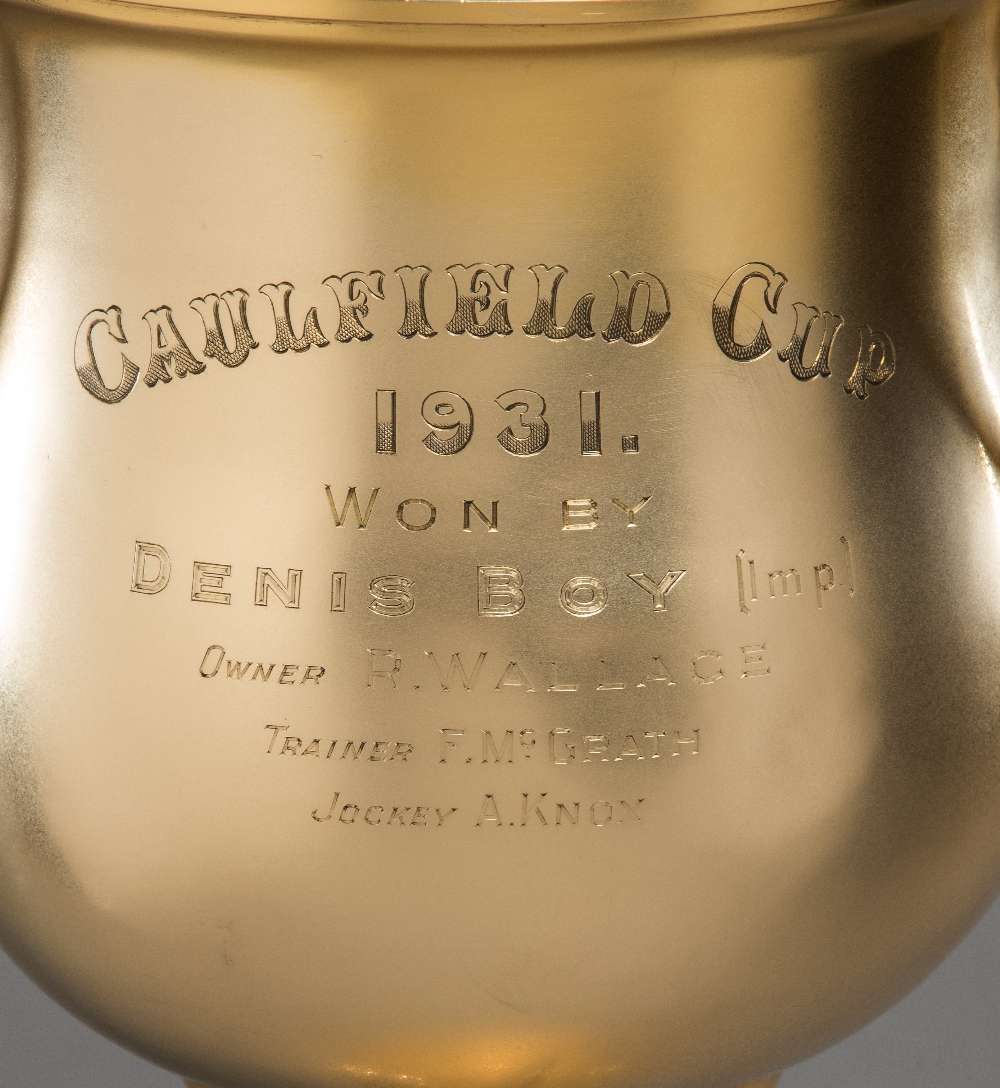 CAULFIELD CUP
1931.
WON BY
DENIS BOY [Imp]
OWNER R. WALLACE
TRAINER F. McGRATH
JOCKEY A. KNOX